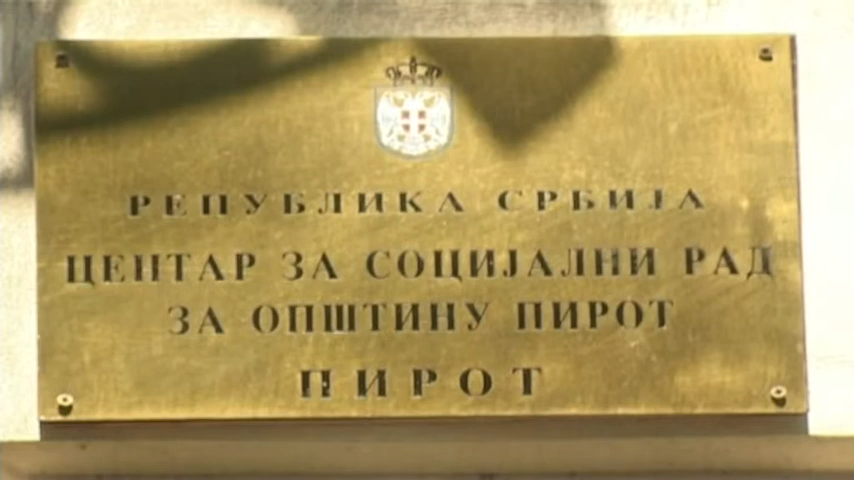 РЕПУБЛИКА СРБИЈА
ЦЕНТАР ЗА СОЦИЈАЛНИ РАД
ЗА ОПШТИНУ ПИРОТ
ПИРОТ